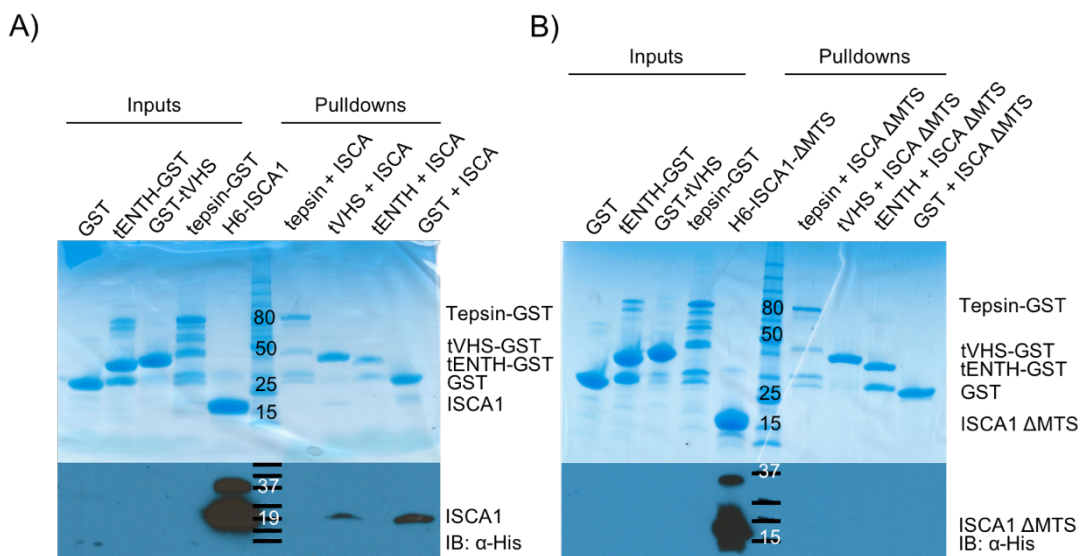 A)
Inputs
Pulldowns
GST
tENTH-GST
GST-tVHS
tepsin-GST
H6-ISCA1
tepsin + ISCA
tVHS + ISCA
tENTH + ISCA
GST + ISCA
80
50
25
15
Tepsin-GST
tVHS-GST
tENTH-GST
GST
ISCA1
37
19
ISCA1
IB: α-His
B)
Inputs
Pulldowns
GST
tENTH-GST
GST-tVHS
tepsin-GST
H6-ISCA1-ΔMTS
tepsin + ISCA ΔMTS
tVHS + ISCA ΔMTS
tENTH + ISCA ΔMTS
GST + ISCA ΔMTS
80
50
25
15
Tepsin-GST
tVHS-GST
tENTH-GST
GST
ISCA1 ΔMTS
37
15
ISCA1 ΔMTS
IB: α-His